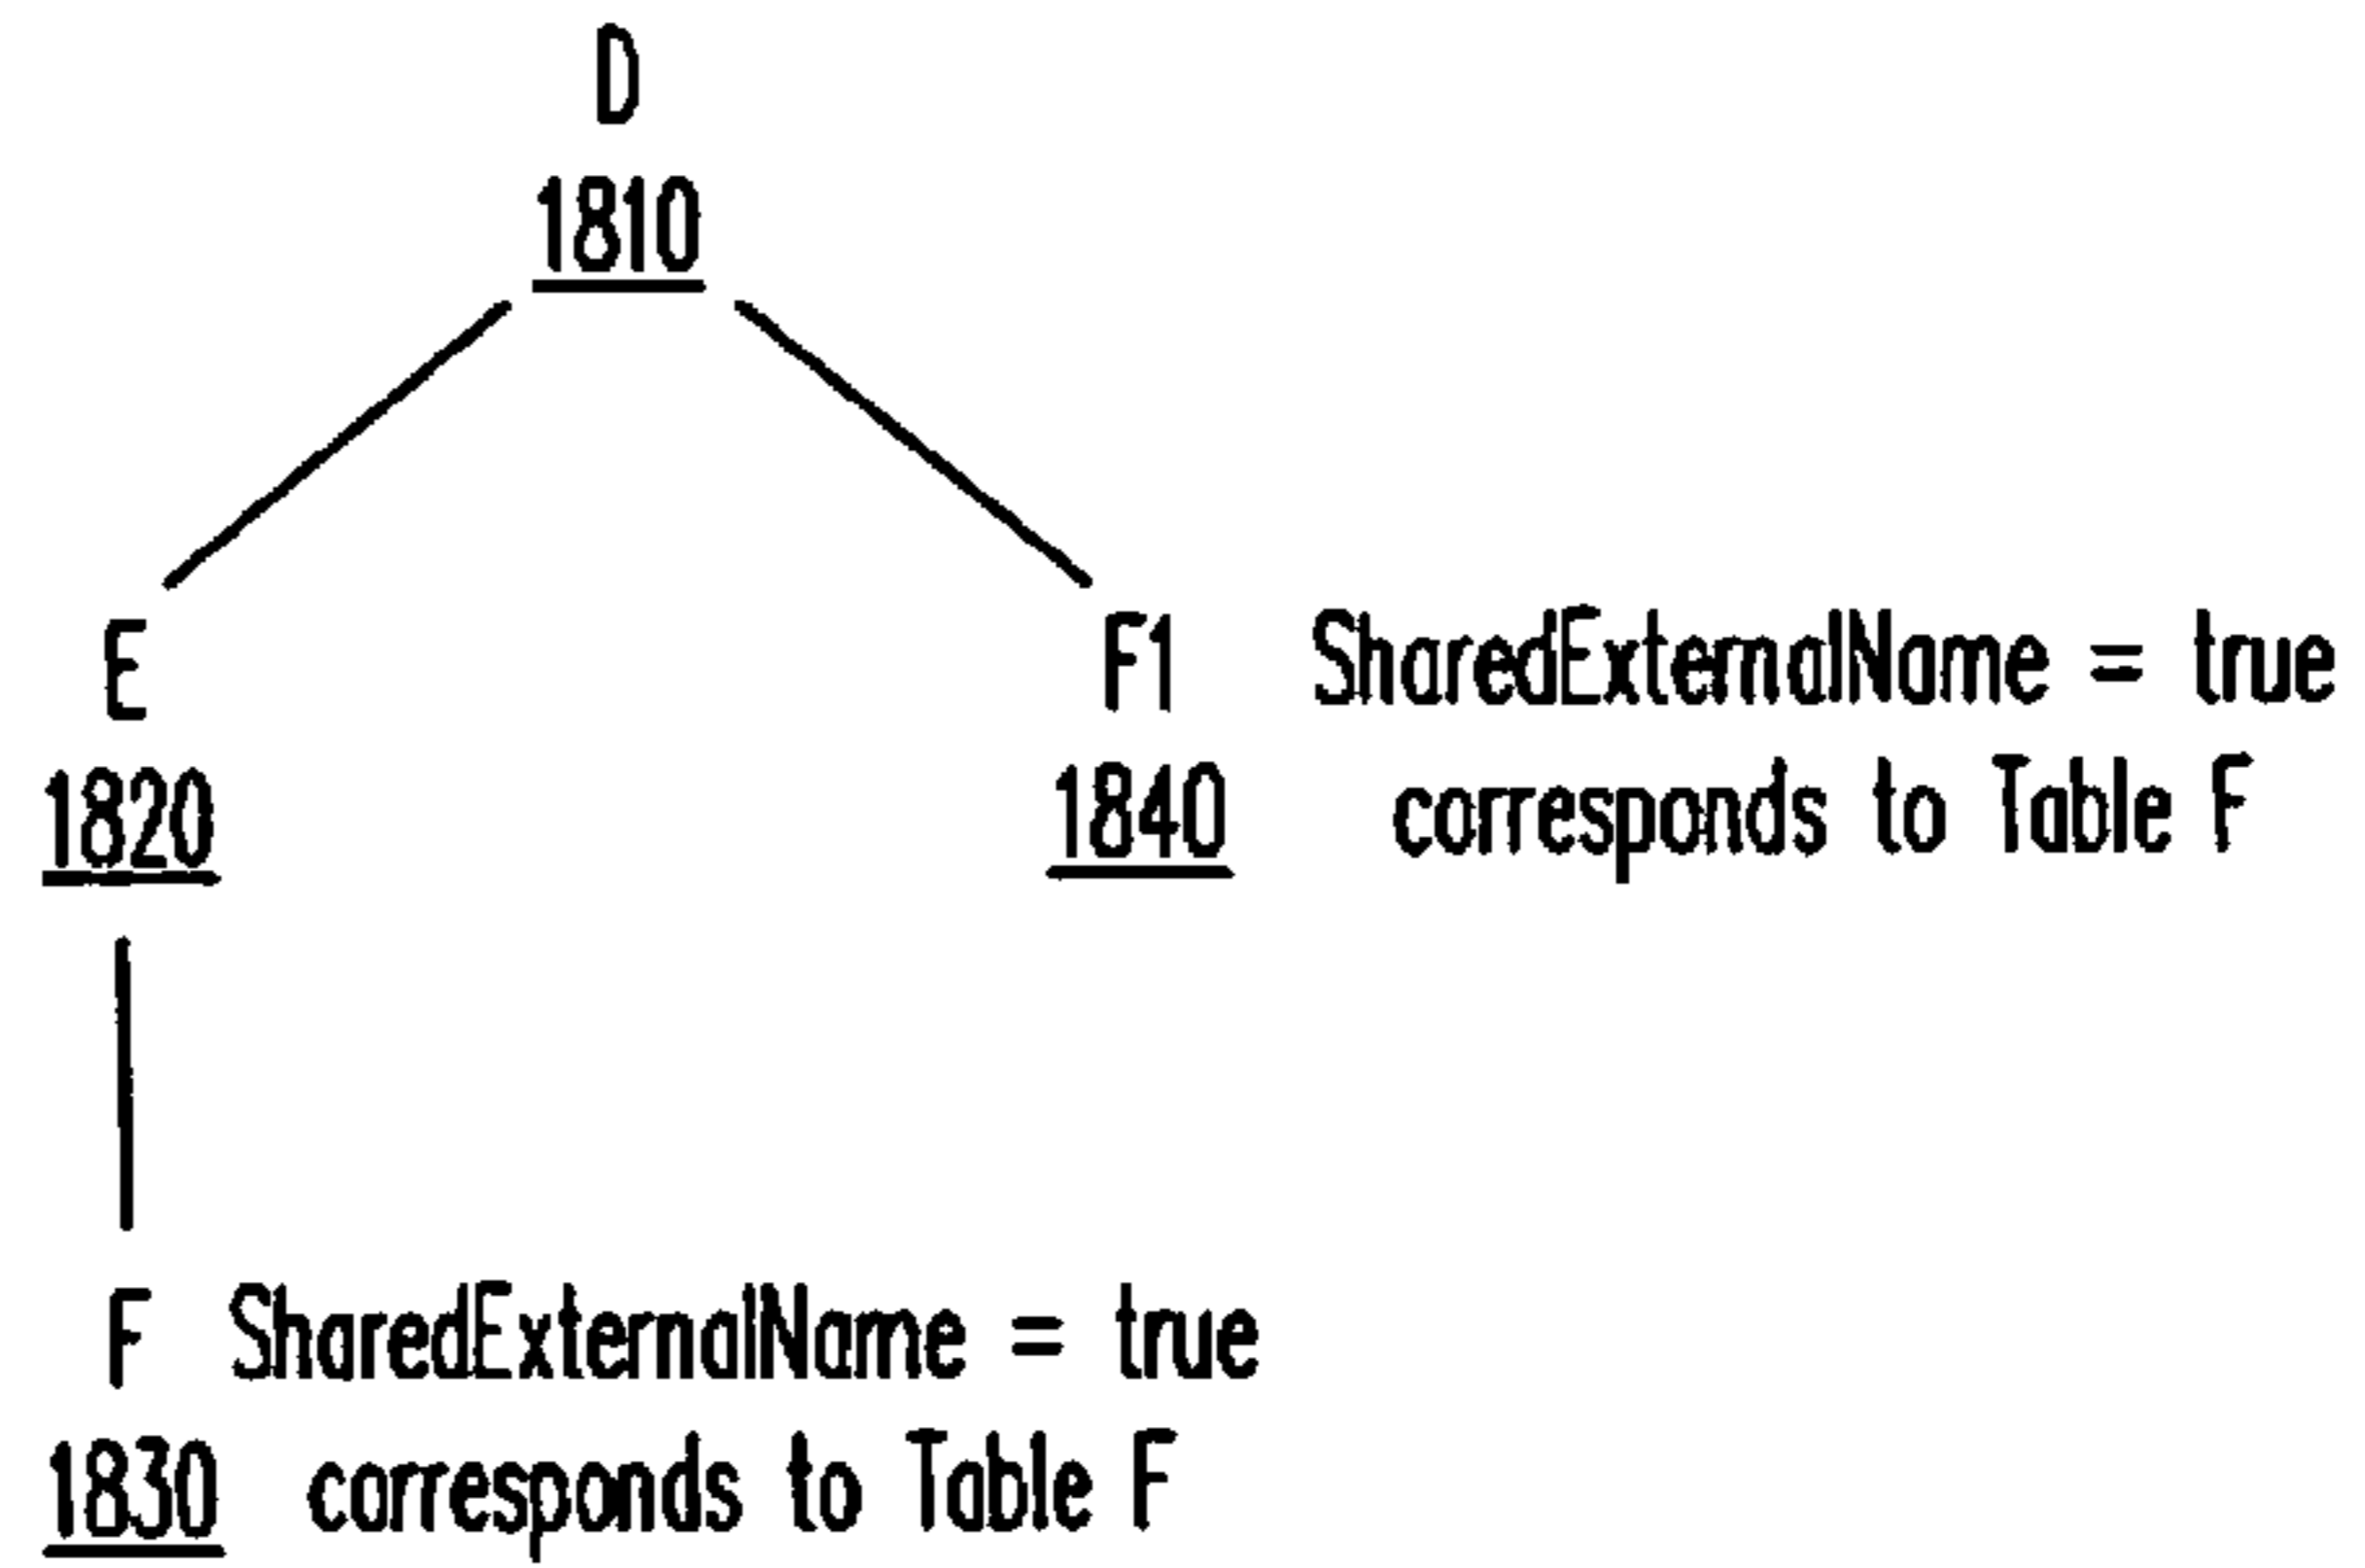 D
1810
E
1820
F1 SharedExternalName = true
1840 corresponds to Table F
F SharedExternalName = true
1830 corresponds to Table F